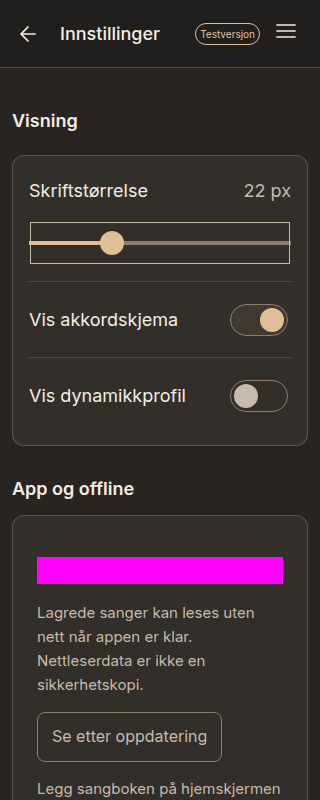 Innstillinger
Testversjon
Visning
Skriftstørrelse
22 px
Vis akkordskjema
Vis dynamikkprofil
App og offline
Lagrede sanger kan leses uten
nett når appen er klar.
Nettleserdata er ikke en
sikkerhetskopi.
Se etter oppdatering
Legg sangboken på hjemskjermen